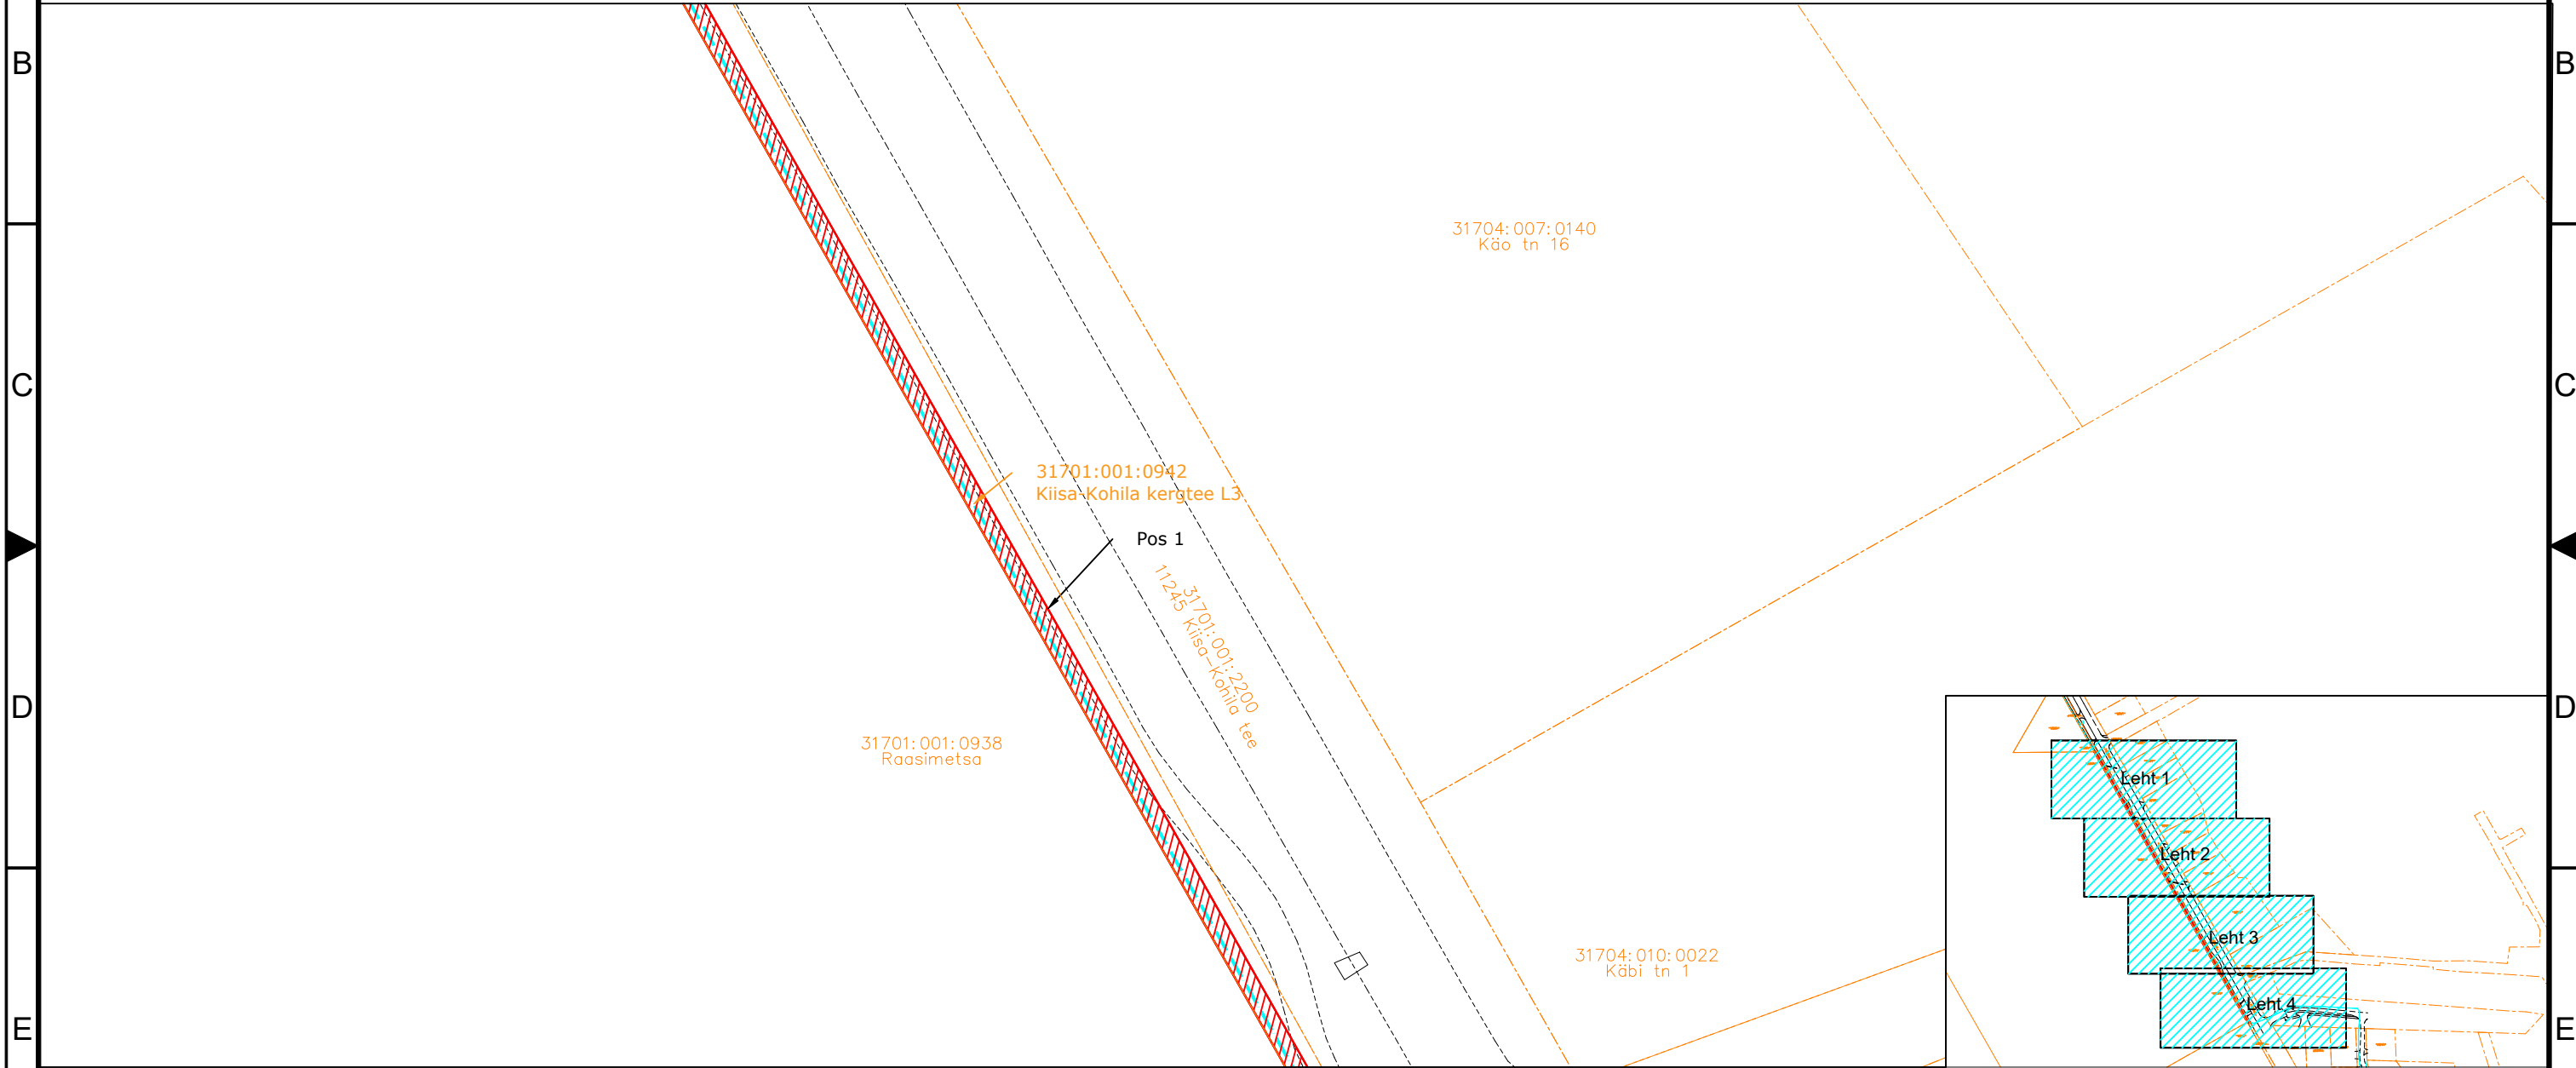 B
B
31704:007:0140
Käo tn 16
C
C
31701:001:0942
Kiisa-Kohila kergtee L3
Pos 1
31701:001:2200
11245 Kiisa-Kohila tee
D
D
31701:001:0938
Raasimetsa
Leht 1
Leht 2
Leht 3
31704:010:0022
Käbi tn 1
Leht 4
E
E